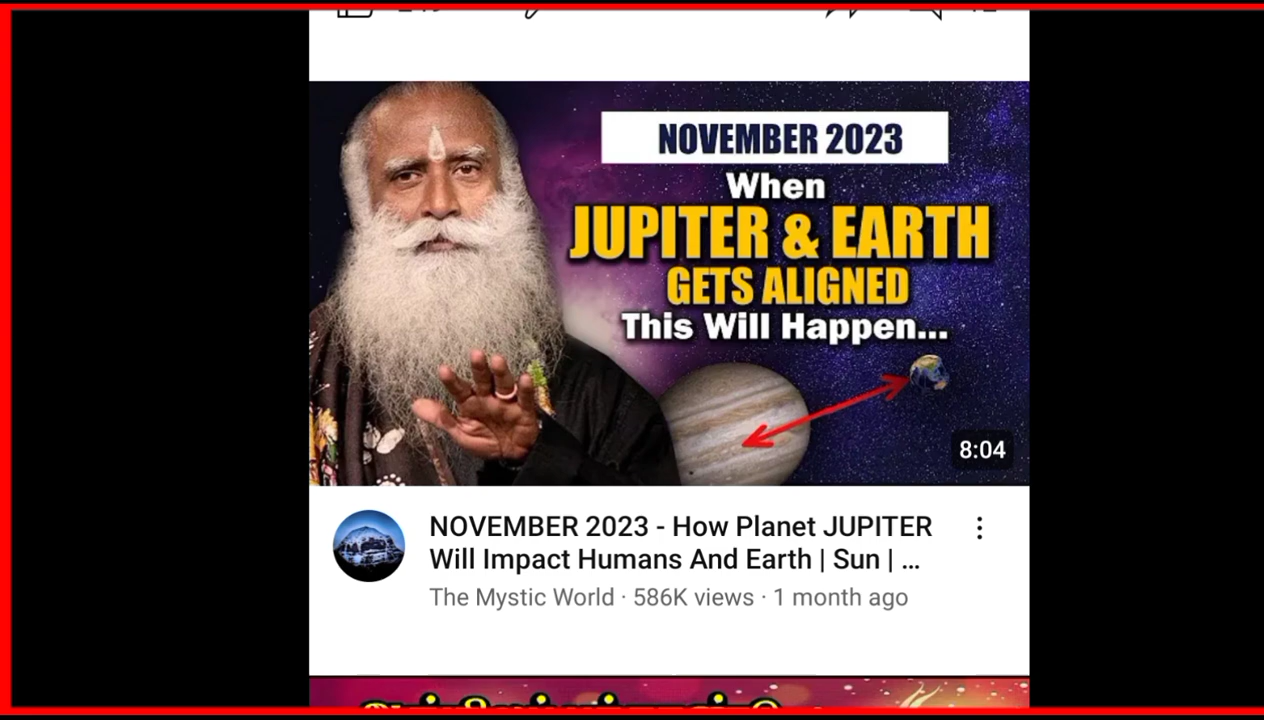 NOVEMBER 2023
When
JUPITER & EARTH
GETS ALIGNED
This Will Happen...
8:04
NOVEMBER 2023 - How Planet JUPITER
Will Impact Humans And Earth | Sun | ...
The Mystic World · 586K views · 1 month ago